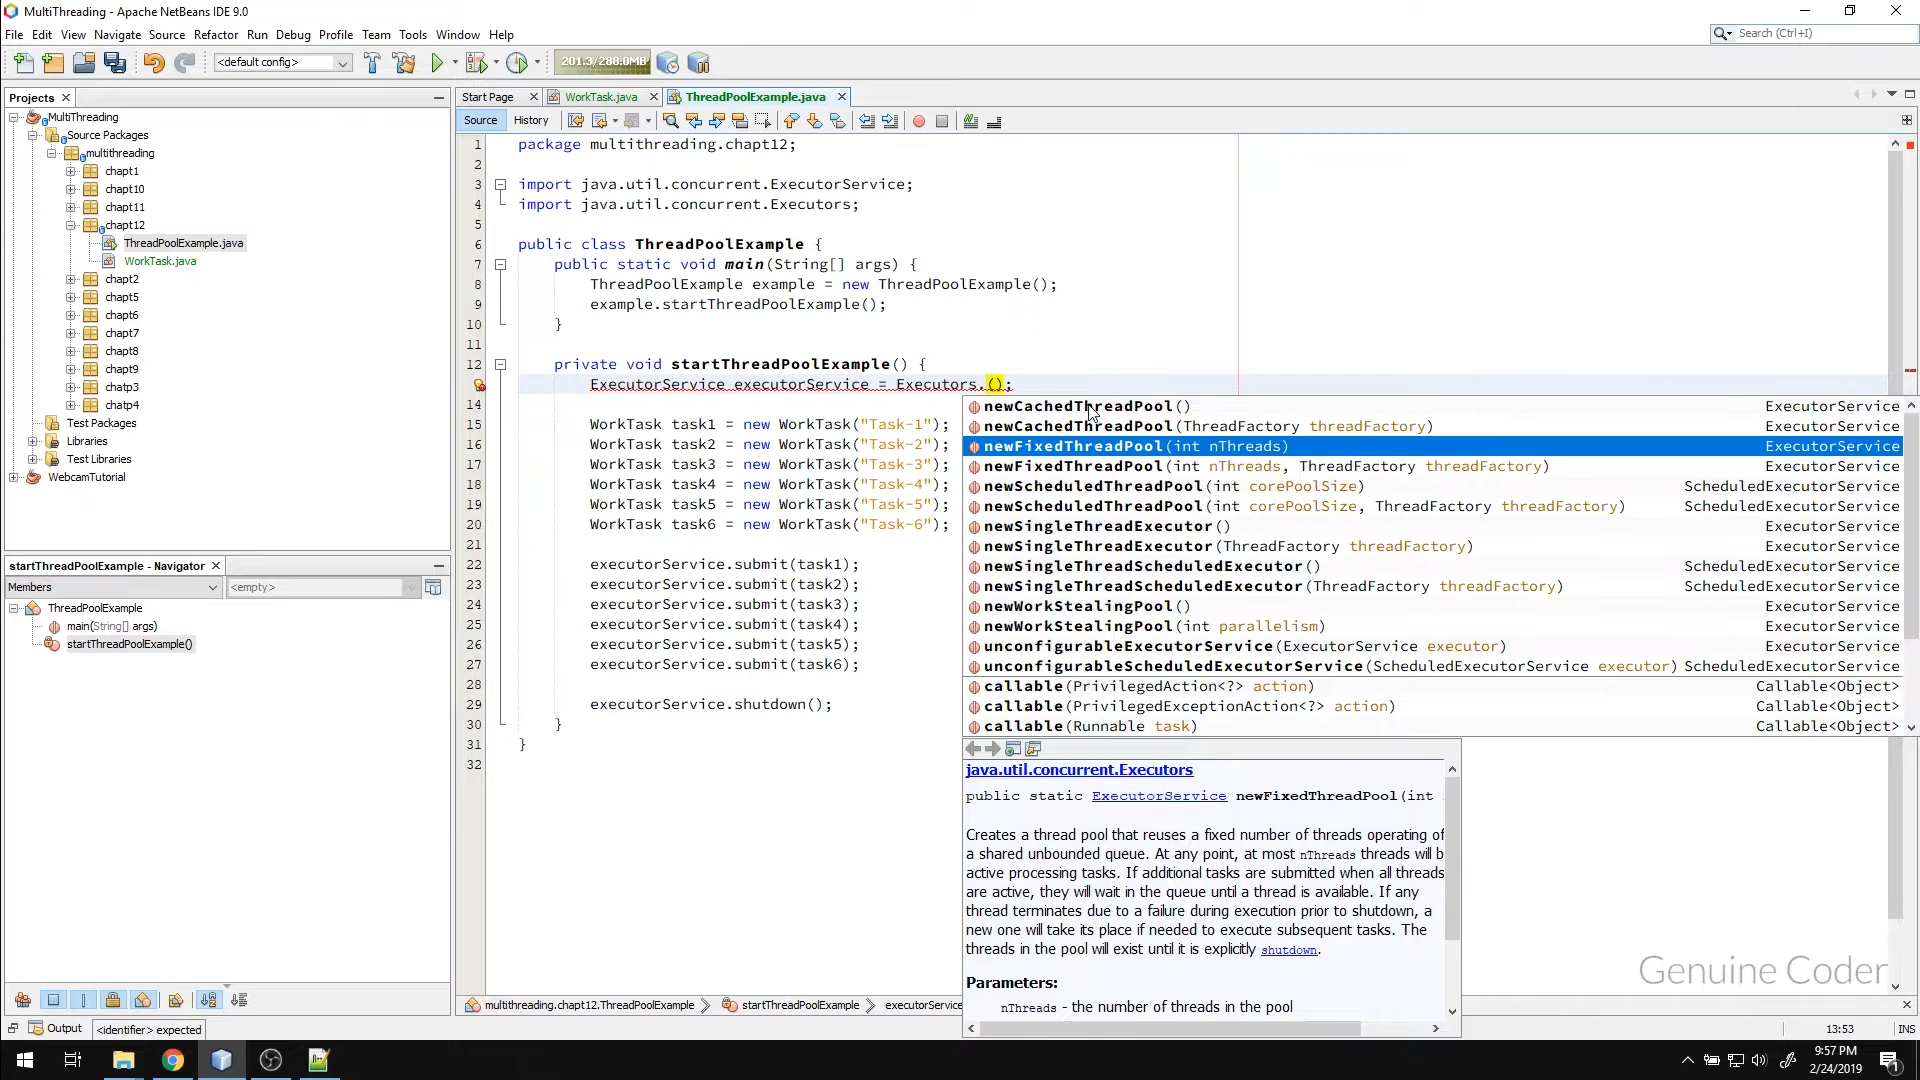 MultiThreading - Apache NetBeans IDE 9.0
File Edit View Navigate Source Refactor Run Debug Profile Team Tools Window Help
Search (Ctrl+I)
<default config>
201.3/288.0MB
Projects
Start Page
WorkTask.java
ThreadPoolExample.java
Source
History
MultiThreading
Source Packages
multithreading
chapt1
chapt10
chapt11
chapt12
ThreadPoolExample.java
WorkTask.java
chapt2
chapt5
chapt6
chapt7
chapt8
chapt9
chatp3
chatp4
Test Packages
Libraries
Test Libraries
WebcamTutorial
startThreadPoolExample - Navigator
Members
<empty>
ThreadPoolExample
main(String[] args)
startThreadPoolExample()
1 package multithreading.chapt12;
2
3 import java.util.concurrent.ExecutorService;
4 import java.util.concurrent.Executors;
5
6 public class ThreadPoolExample {
7 public static void main(String[] args) {
8 ThreadPoolExample example = new ThreadPoolExample();
9 example.startThreadPoolExample();
10 }
11
12 private void startThreadPoolExample() {
ExecutorService executorService = Executors.();
14
15 WorkTask task1 = new WorkTask("Task-1");
16 WorkTask task2 = new WorkTask("Task-2");
17 WorkTask task3 = new WorkTask("Task-3");
18 WorkTask task4 = new WorkTask("Task-4");
19 WorkTask task5 = new WorkTask("Task-5");
20 WorkTask task6 = new WorkTask("Task-6");
21
22 executorService.submit(task1);
23 executorService.submit(task2);
24 executorService.submit(task3);
25 executorService.submit(task4);
26 executorService.submit(task5);
27 executorService.submit(task6);
28
29 executorService.shutdown();
30 }
31 }
32
newCachedThreadPool() ExecutorService
newCachedThreadPool(ThreadFactory threadFactory) ExecutorService
newFixedThreadPool(int nThreads) ExecutorService
newFixedThreadPool(int nThreads, ThreadFactory threadFactory) ExecutorService
newScheduledThreadPool(int corePoolSize) ScheduledExecutorService
newScheduledThreadPool(int corePoolSize, ThreadFactory threadFactory) ScheduledExecutorService
newSingleThreadExecutor() ExecutorService
newSingleThreadExecutor(ThreadFactory threadFactory) ExecutorService
newSingleThreadScheduledExecutor() ScheduledExecutorService
newSingleThreadScheduledExecutor(ThreadFactory threadFactory) ScheduledExecutorService
newWorkStealingPool() ExecutorService
newWorkStealingPool(int parallelism) ExecutorService
unconfigurableExecutorService(ExecutorService executor) ExecutorService
unconfigurableScheduledExecutorService(ScheduledExecutorService executor) ScheduledExecutorService
callable(PrivilegedAction<?> action) Callable<Object>
callable(PrivilegedExceptionAction<?> action) Callable<Object>
callable(Runnable task) Callable<Object>
java.util.concurrent.Executors
public static ExecutorService newFixedThreadPool(int
Creates a thread pool that reuses a fixed number of threads operating of
a shared unbounded queue. At any point, at most nThreads threads will b
active processing tasks. If additional tasks are submitted when all threads
are active, they will wait in the queue until a thread is available. If any
thread terminates due to a failure during execution prior to shutdown, a
new one will take its place if needed to execute subsequent tasks. The
threads in the pool will exist until it is explicitly shutdown.
Parameters:
nThreads - the number of threads in the pool
Genuine Coder
multithreading.chapt12.ThreadPoolExample
startThreadPoolExample
executorService
Output
<identifier> expected
13:53
INS
9:57 PM
2/24/2019
1